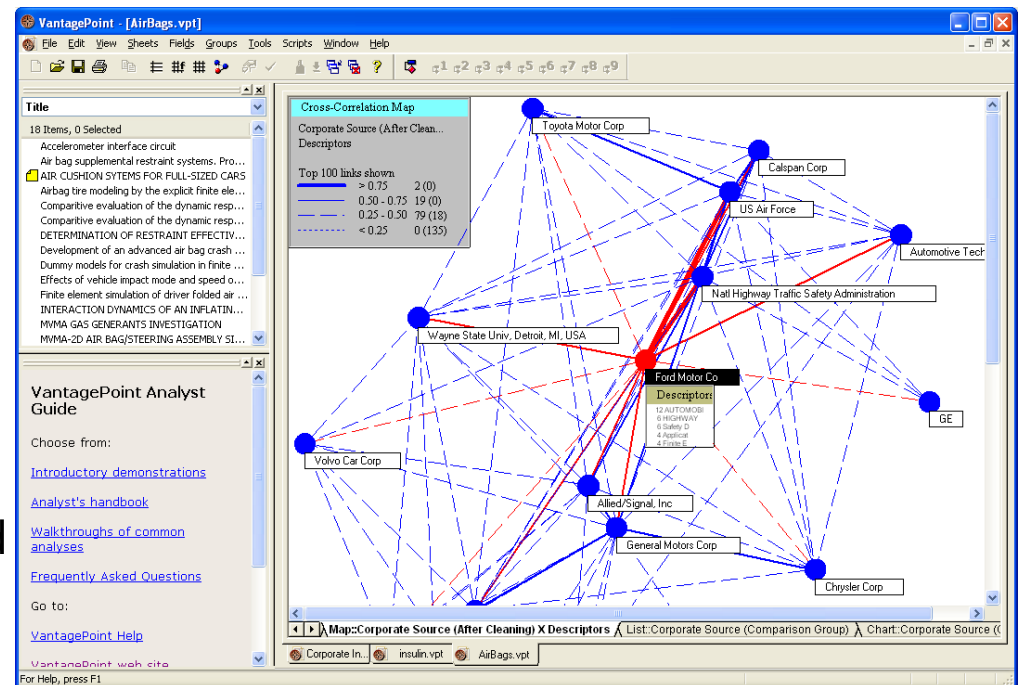 VantagePoint - [AirBags.vpt]
File Edit View Sheets Fields Groups Tools Scripts Window Help
1 2 3 4 5 6 7 8 9
Title
18 Items, 0 Selected
Accelerometer interface circuit
Air bag supplemental restraint systems. Pro...
AIR CUSHION SYTEMS FOR FULL-SIZED CARS
Airbag tire modeling by the explicit finite ele...
Comparitive evaluation of the dynamic resp...
Comparitive evaluation of the dynamic resp...
DETERMINATION OF RESTRAINT EFFECTIV...
Development of an advanced air bag crash ...
Dummy models for crash simulation in finite ...
Effects of vehicle impact mode and speed o...
Finite element simulation of driver folded air ...
INTERACTION DYNAMICS OF AN INFLATIN...
MVMA GAS GENERANTS INVESTIGATION
MVMA-2D AIR BAG/STEERING ASSEMBLY SI...
VantagePoint Analyst
Guide
Choose from:
Introductory demonstrations
Analyst's handbook
Walkthroughs of common
analyses
Frequently Asked Questions
Go to:
VantagePoint Help
VantagePoint web site
Cross-Correlation Map
Corporate Source (After Clean...
Descriptors
Top 100 links shown
> 0.75 2 (0)
0.50 - 0.75 19 (0)
0.25 - 0.50 79 (18)
< 0.25 0 (135)
Toyota Motor Corp
Calspan Corp
US Air Force
Automotive Tech
Natl Highway Traffic Safety Administration
Wayne State Univ, Detroit, MI, USA
Ford Motor Co
Descriptors
12 AUTOMOBI
6 HIGHWAY
6 Safety D
4 Applicat
4 Finite E
GE
Volvo Car Corp
Allied/Signal, Inc
General Motors Corp
Chrysler Corp
Map::Corporate Source (After Cleaning) X Descriptors List::Corporate Source (Comparison Group) Chart::Corporate Source ((
Corporate In... insulin.vpt AirBags.vpt
For Help, press F1